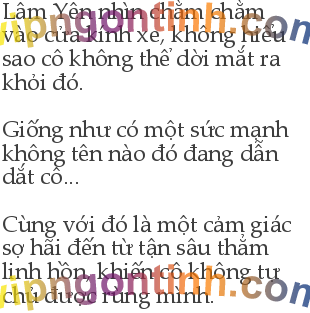 Lâm Yên nhìn chằm chằm
vào cửa kính xe, không hiểu
sao cô không thể dời mắt ra
khỏi đó.
Giống như có một sức mạnh
không tên nào đó đang dẫn
dắt cô...
Cùng với đó là một cảm giác
sợ hãi đến từ tận sâu thẳm
linh hồn, khiến cô không tự
chủ được rùng mình.
vipngontinh.com
vipngontinh.com